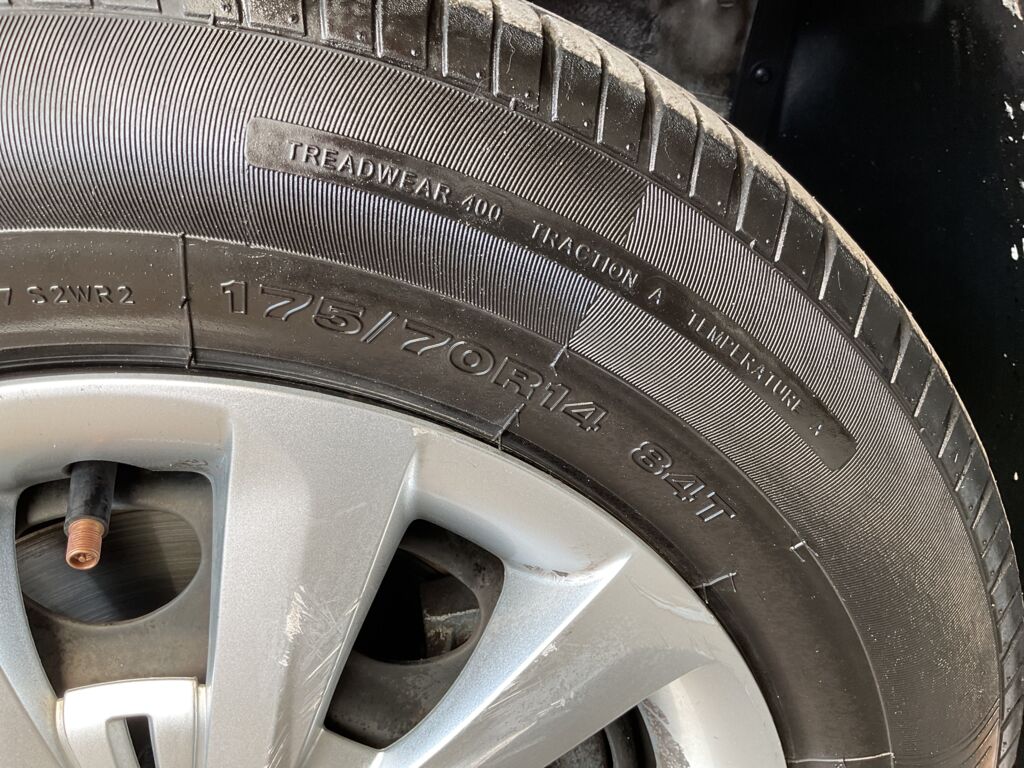 TREADWEAR 400 TRACTION A TEMPERATURE A
175/70R14 84T
7 S2WR2